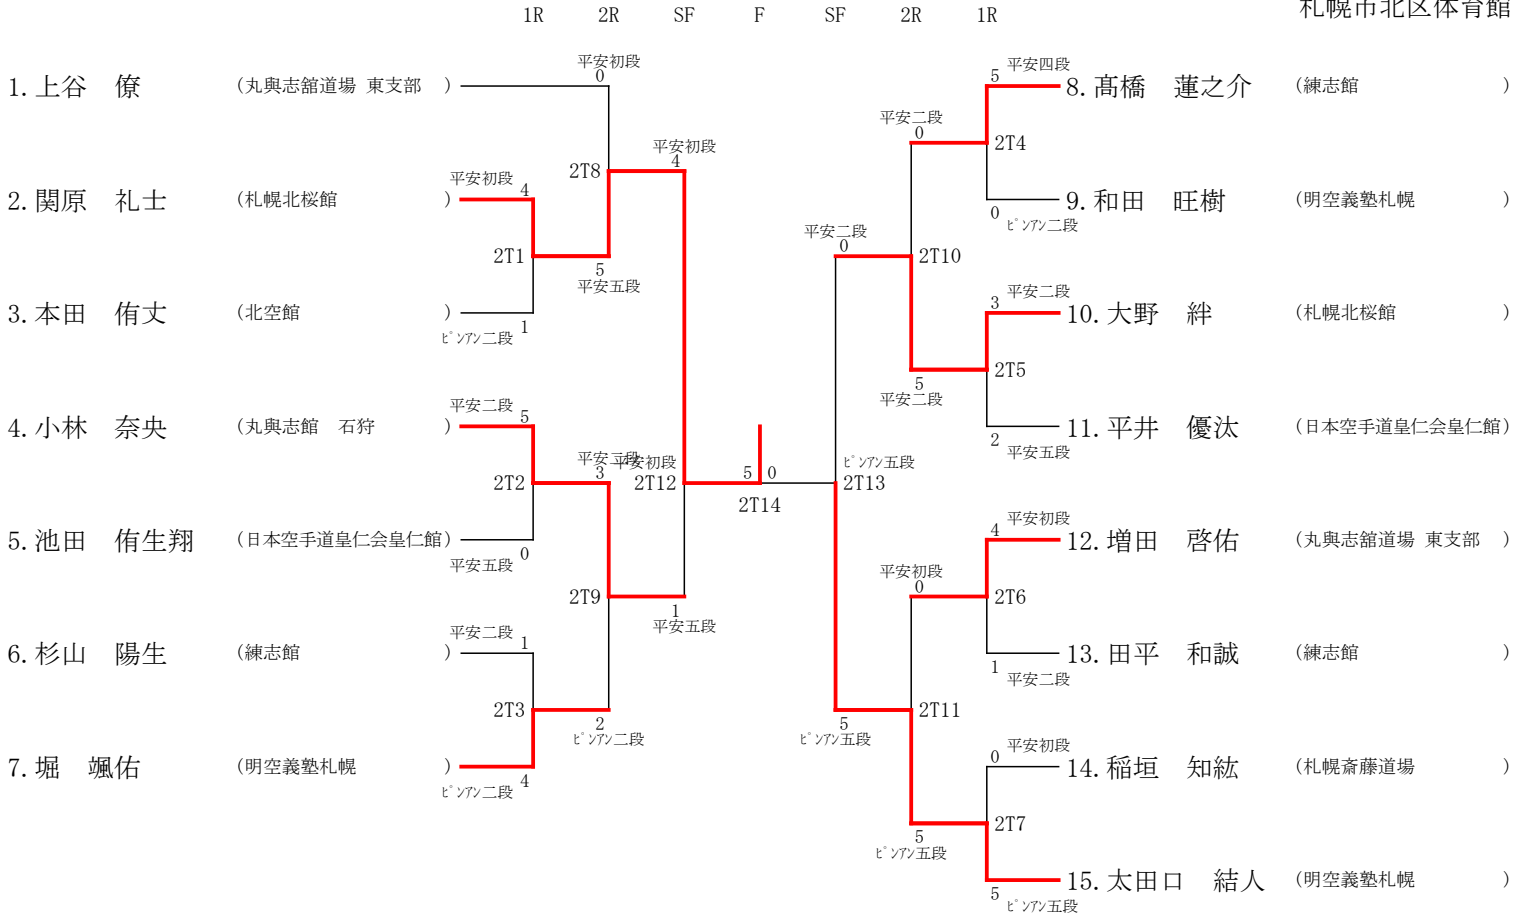 札幌市北区体育館
1R 2R SF F SF 2R 1R
平安初段
0
1. 上谷　僚 (丸興志舘道場 東支部 )
平安四段
5
8. 髙橋　蓮之介 (練志館 )
平安二段
0
2T4
平安初段
4
2T8
平安初段
4
2. 関原　礼士 (札幌北桜館 )
9. 和田　旺樹 (明空義塾札幌 )
0
ピンアン二段
平安二段
0
2T1
2T10
5
平安五段
平安二段
3
3. 本田　侑丈 (北空館 )
ピンアン二段
1
10. 大野　絆 (札幌北桜館 )
2T5
5
平安二段
平安二段
5
4. 小林　奈央 (丸興志館　石狩 )
11. 平井　優汰 (日本空手道皇仁会皇仁館)
2
平安五段
3
平安初段
ピンアン五段
2T2
2T12
5 0
2T13
2T14
平安初段
4
5. 池田　侑生翔 (日本空手道皇仁会皇仁館)
平安五段
0
12. 増田　啓佑 (丸興志舘道場 東支部 )
平安初段
0
2T9
2T6
1
平安五段
平安二段
1
6. 杉山　陽生 (練志館 )
13. 田平　和誠 (練志館 )
1
平安二段
2T3
2T11
2
ピンアン二段
5
ピンアン五段
平安初段
0
7. 堀　颯佑 (明空義塾札幌 )
ピンアン二段
4
14. 稲垣　知紘 (札幌斎藤道場 )
2T7
5
ピンアン五段
15. 太田口　結人 (明空義塾札幌 )
5
ピンアン五段